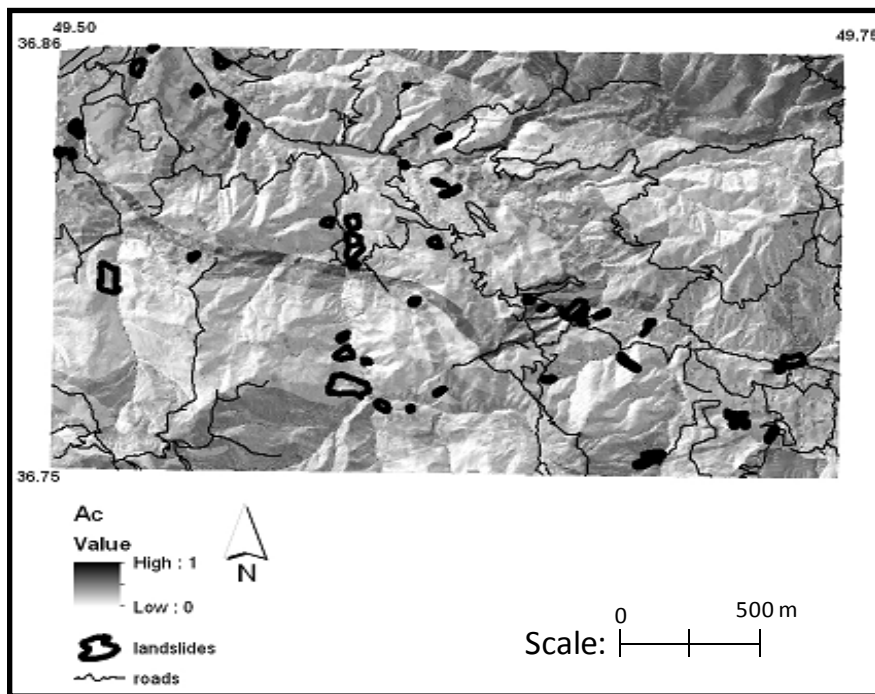 49.50
36.86
49.75
36.75
Ac
Value
High : 1
Low : 0
landslides
roads
N
Scale:
0
500 m